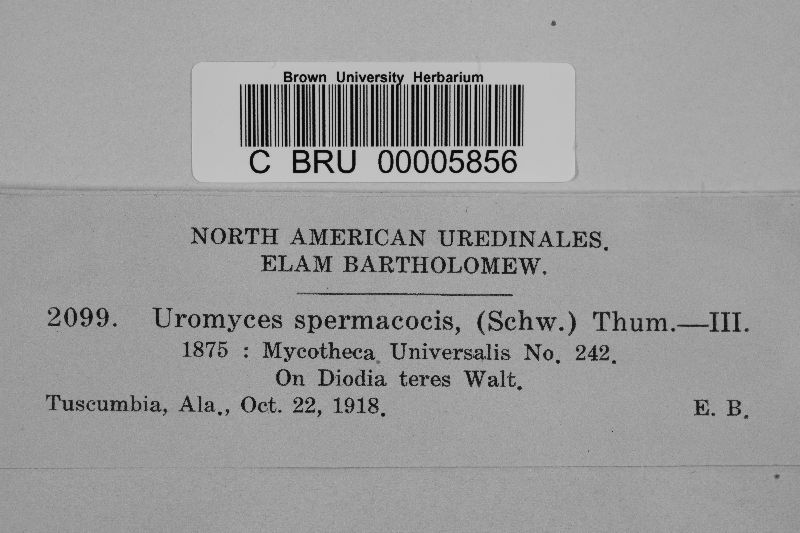 Brown University Herbarium
C BRU 00005856
NORTH AMERICAN UREDINALES.
ELAM BARTHOLOMEW.
2099. Uromyces spermacocis, (Schw.) Thum.—III.
1875 : Mycotheca Universalis No. 242.
On Diodia teres Walt.
Tuscumbia, Ala., Oct. 22, 1918. E. B.